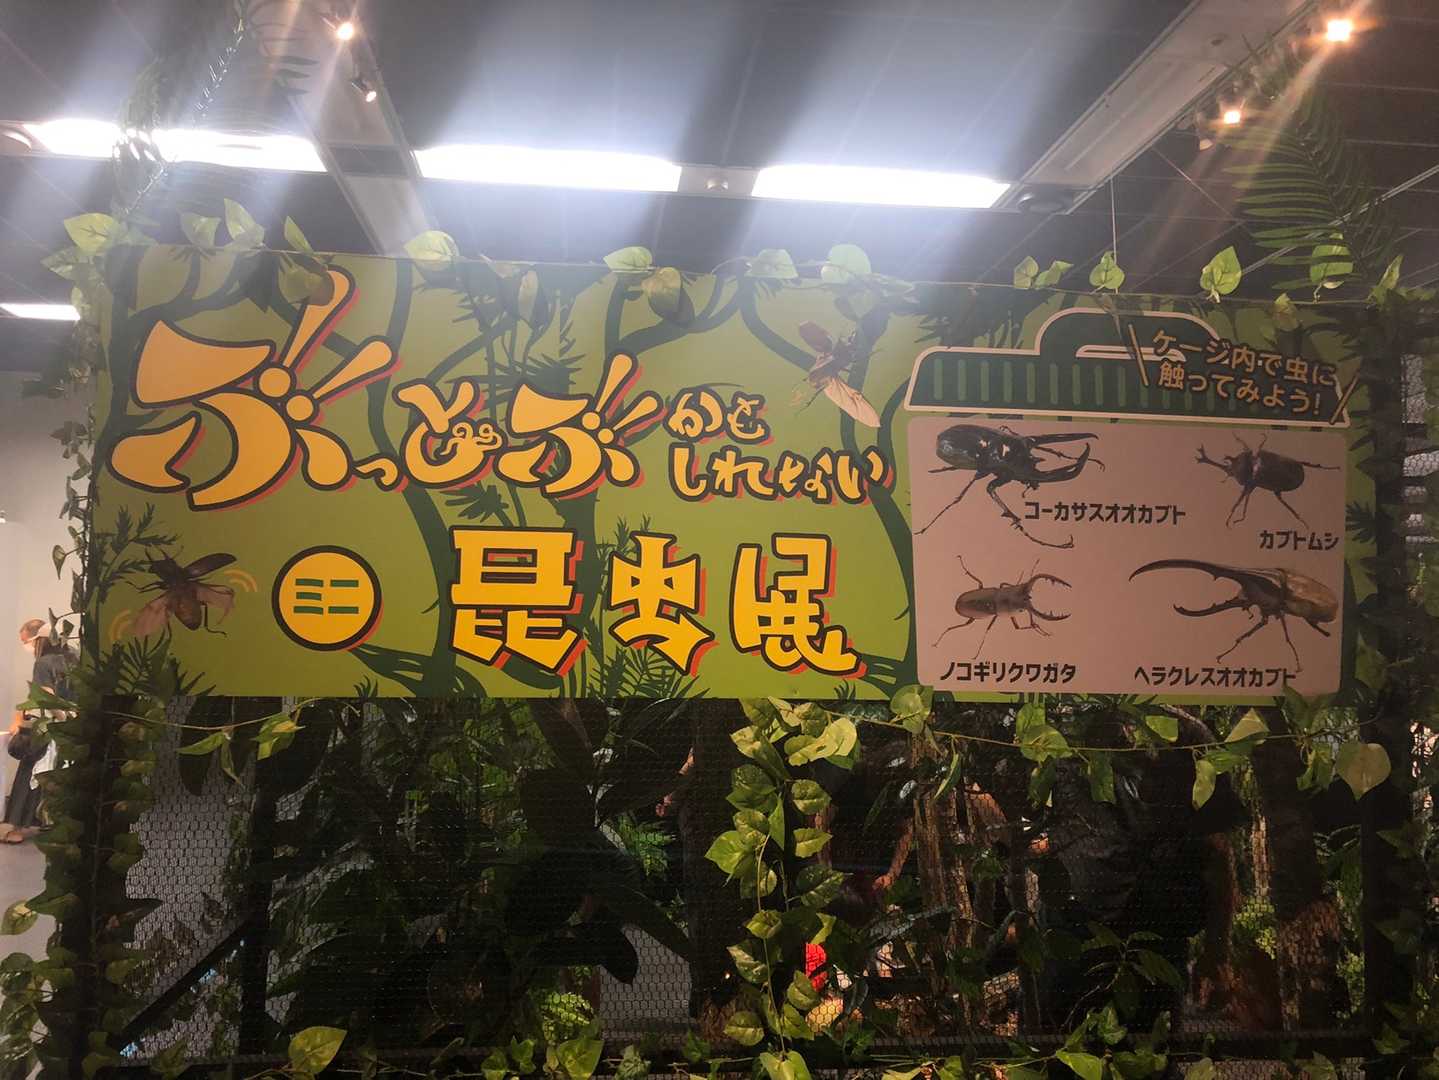 ぶっとぶかも
しれない
ミニ 昆虫展
ケージ内で虫に
触ってみよう!
コーカサスオオカブト
カブトムシ
ノコギリクワガタ
ヘラクレスオオカブト